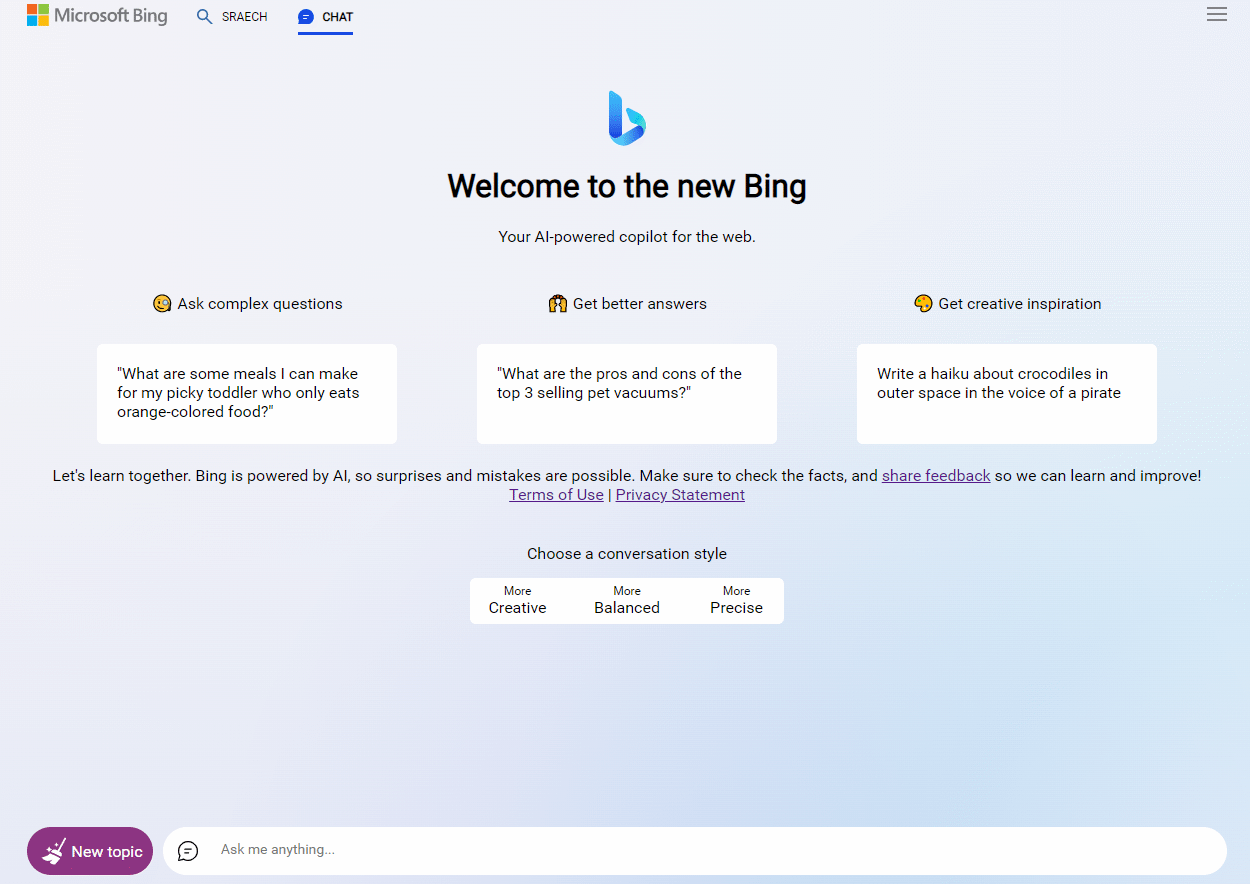 Microsoft Bing SRAECH CHAT
Welcome to the new Bing
Your AI-powered copilot for the web.
Ask complex questions
Get better answers
Get creative inspiration
"What are some meals I can make
for my picky toddler who only eats
orange-colored food?"
"What are the pros and cons of the
top 3 selling pet vacuums?"
Write a haiku about crocodiles in
outer space in the voice of a pirate
Let's learn together. Bing is powered by AI, so surprises and mistakes are possible. Make sure to check the facts, and share feedback so we can learn and improve!
Terms of Use | Privacy Statement
Choose a conversation style
More
Creative
More
Balanced
More
Precise
New topic
Ask me anything...